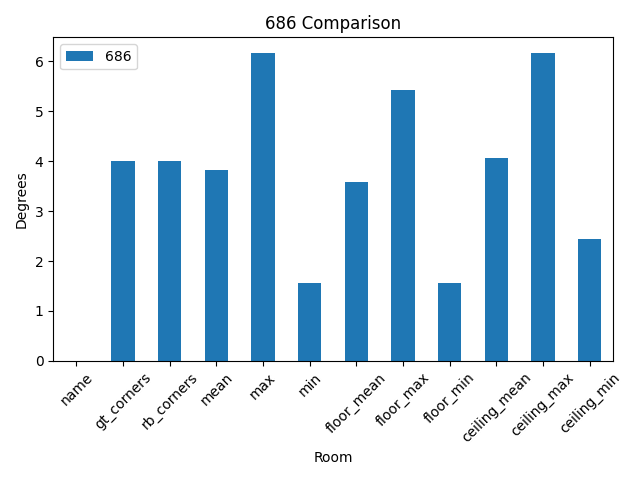 686 Comparison
686
Degrees
6
5
4
3
2
1
0
name
gt_corners
rb_corners
mean
max
min
floor_mean
floor_max
floor_min
ceiling_mean
ceiling_max
ceiling_min
Room